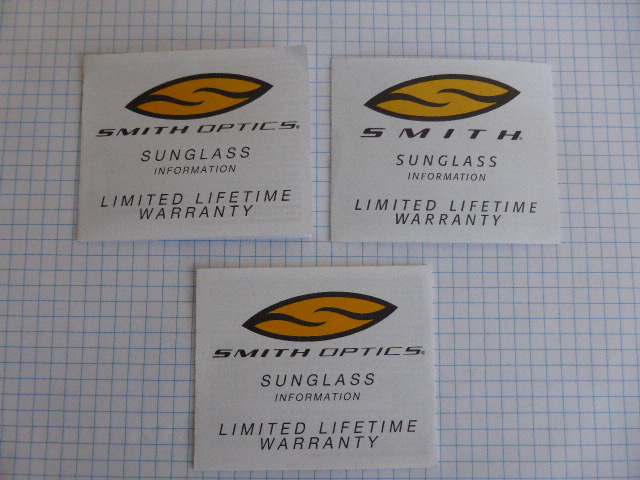 SMITH OPTICS®
SUNGLASS
INFORMATION
LIMITED LIFETIME
WARRANTY
SMITH®
SUNGLASS
INFORMATION
LIMITED LIFETIME
WARRANTY
SMITH OPTICS®
SUNGLASS
INFORMATION
LIMITED LIFETIME
WARRANTY